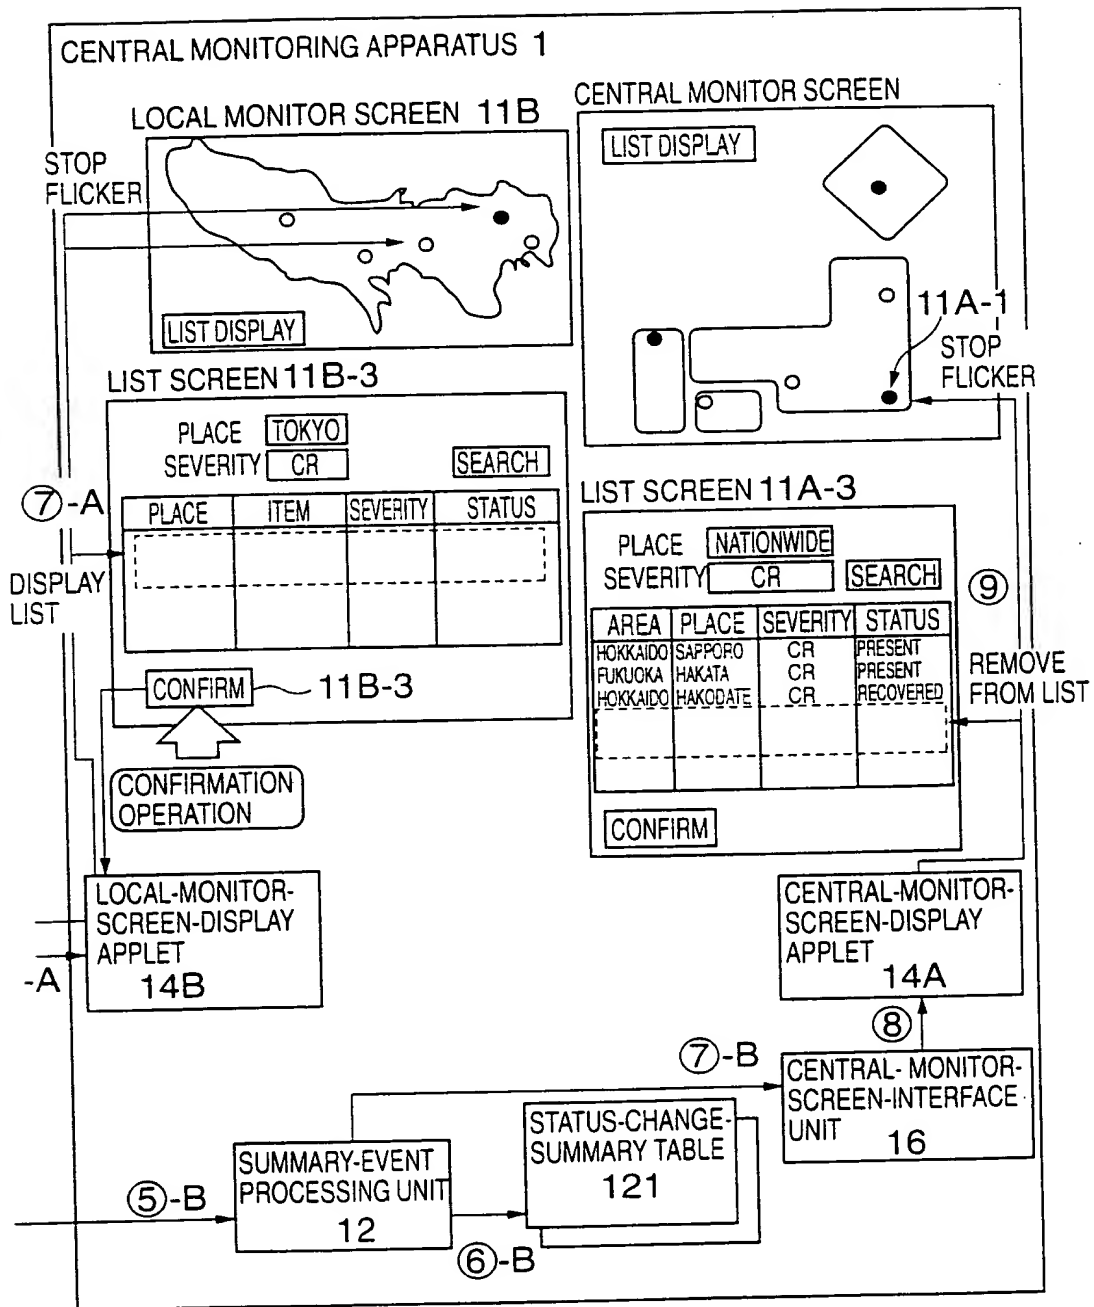 CENTRAL MONITORING APPARATUS 1
LOCAL MONITOR SCREEN 11B
STOP
FLICKER
LIST DISPLAY
CENTRAL MONITOR SCREEN
LIST DISPLAY
11A-1
STOP
FLICKER
LIST SCREEN 11B-3
PLACE TOKYO
SEVERITY CR SEARCH
⑦-A
PLACE ITEM SEVERITY STATUS
DISPLAY
LIST
CONFIRM 11B-3
CONFIRMATION
OPERATION
LIST SCREEN 11A-3
PLACE NATIONWIDE
SEVERITY CR SEARCH
⑨
AREA PLACE SEVERITY STATUS
HOKKAIDO SAPPORO CR PRESENT
FUKUOKA HAKATA CR PRESENT
HOKKAIDO HAKODATE CR RECOVERED
REMOVE
FROM LIST
CONFIRM
LOCAL-MONITOR-
SCREEN-DISPLAY
APPLET
14B
-A
CENTRAL-MONITOR-
SCREEN-DISPLAY
APPLET
14A
⑧
⑦-B
CENTRAL- MONITOR-
SCREEN-INTERFACE
UNIT
16
STATUS-CHANGE-
SUMMARY TABLE
121
⑤-B
SUMMARY-EVENT
PROCESSING UNIT
12
⑥-B